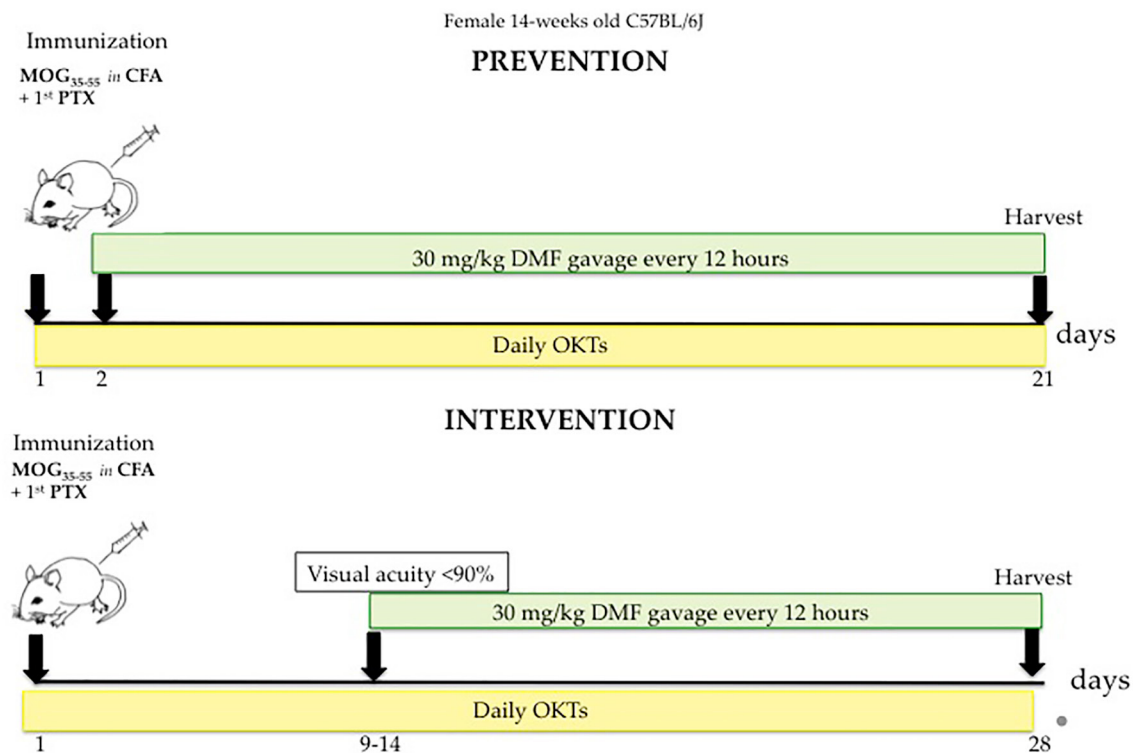 Female 14-weeks old C57BL/6J
PREVENTION
Immunization
MOG35-55 in CFA
+ 1st PTX
Harvest
30 mg/kg DMF gavage every 12 hours
days
Daily OKTs
1 2 21
INTERVENTION
Immunization
MOG35-55 in CFA
+ 1st PTX
Visual acuity <90%
Harvest
30 mg/kg DMF gavage every 12 hours
days
Daily OKTs
1 9-14 28